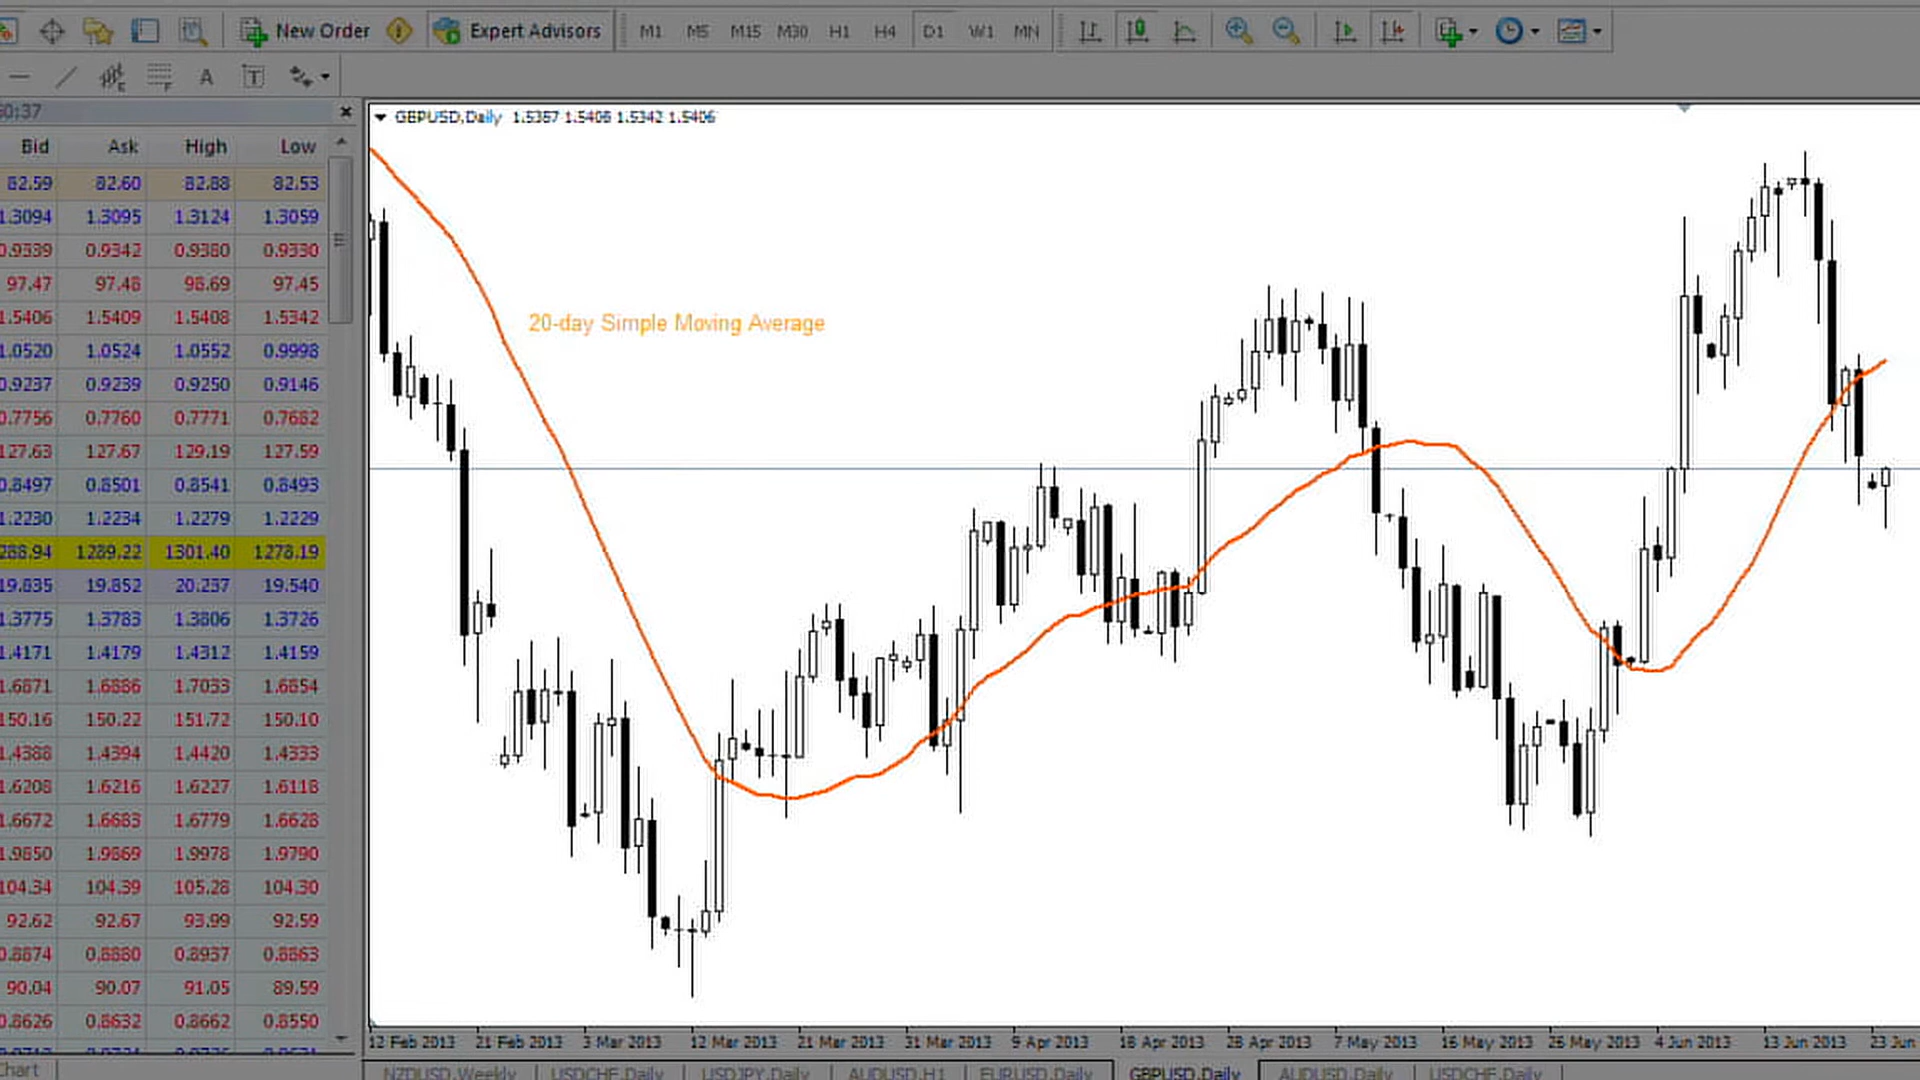 New Order Expert Advisors M1 M5 M15 M30 H1 H4 D1 W1 MN
E F A T
Bid Ask High Low
82.59 82.60 82.88 82.53
1.3094 1.3095 1.3124 1.3059
0.9339 0.9342 0.9380 0.9330
97.47 97.48 98.69 97.45
1.5406 1.5409 1.5408 1.5342
1.0520 1.0524 1.0552 0.9998
0.9237 0.9239 0.9250 0.9146
0.7756 0.7760 0.7771 0.7682
127.63 127.67 129.19 127.59
0.8497 0.8501 0.8541 0.8493
1.2230 1.2234 1.2279 1.2229
288.94 1289.22 1301.40 1278.19
19.835 19.852 20.237 19.540
1.3775 1.3783 1.3806 1.3726
1.4171 1.4179 1.4312 1.4159
1.6871 1.6886 1.7033 1.6854
150.16 150.22 151.72 150.10
1.4388 1.4394 1.4420 1.4333
1.6208 1.6216 1.6227 1.6118
1.6672 1.6683 1.6779 1.6628
1.9850 1.9869 1.9978 1.9790
104.34 104.39 105.28 104.30
92.62 92.67 93.99 92.59
0.8874 0.8880 0.8937 0.8863
90.04 90.07 91.05 89.59
0.8626 0.8632 0.8662 0.8550
GBPUSD,Daily 1.5367 1.5408 1.5342 1.5406
20-day Simple Moving Average
12 Feb 2013 21 Feb 2013 3 Mar 2013 12 Mar 2013 21 Mar 2013 31 Mar 2013 9 Apr 2013 18 Apr 2013 28 Apr 2013 7 May 2013 16 May 2013 26 May 2013 4 Jun 2013 13 Jun 2013 23 Jun
NZDUSD,Weekly USDCHF,Daily USDJPY,Daily AUDUSD,H1 EURUSD,Daily GBPUSD,Daily AUDUSD,Daily USDCHF,Daily